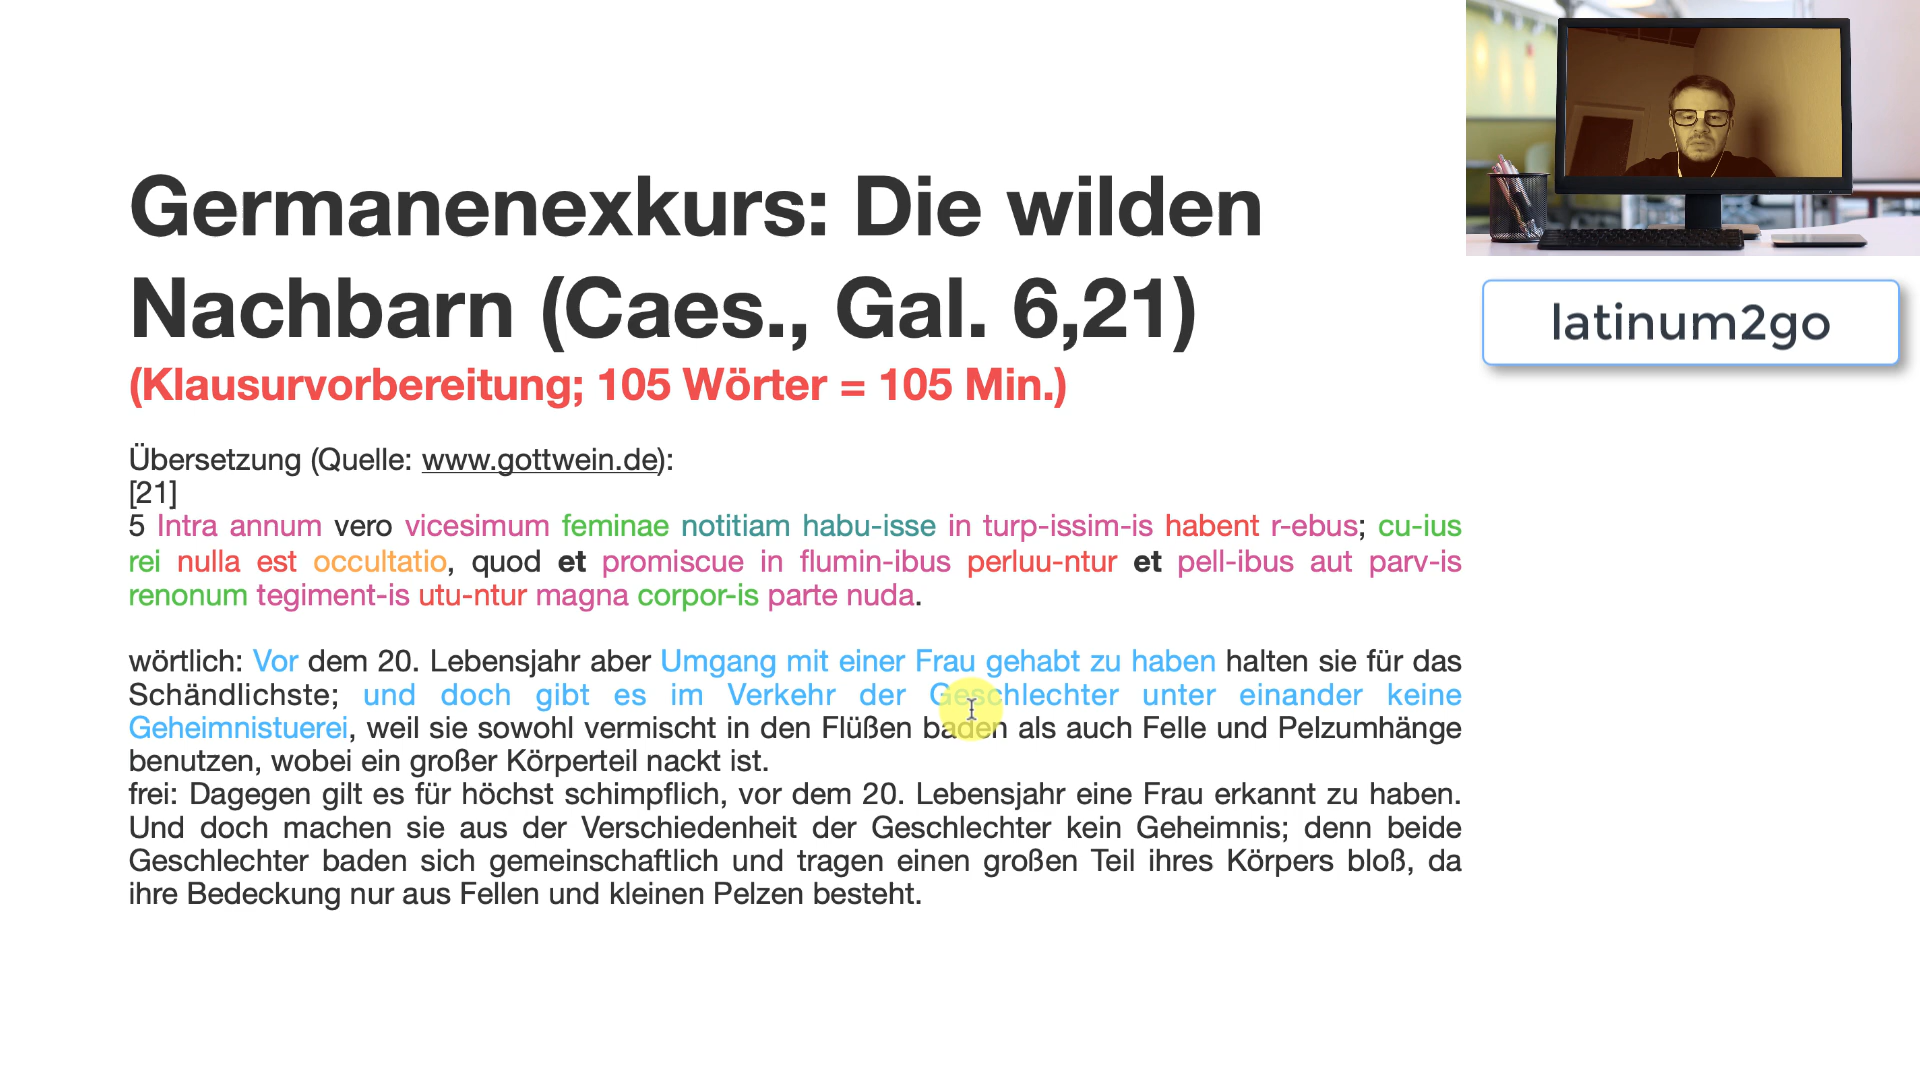 Germanenexkurs: Die wilden
Nachbarn (Caes., Gal. 6,21)
(Klausurvorbereitung; 105 Wörter = 105 Min.)
latinum2go
Übersetzung (Quelle: www.gottwein.de):
[21]
5 Intra annum vero vicesimum feminae notitiam habu-isse in turp-issim-is habent r-ebus; cu-ius
rei nulla est occultatio, quod et promiscue in flumin-ibus perluu-ntur et pell-ibus aut parv-is
renonum tegiment-is utu-ntur magna corpor-is parte nuda.
wörtlich: Vor dem 20. Lebensjahr aber Umgang mit einer Frau gehabt zu haben halten sie für das
Schändlichste; und doch gibt es im Verkehr der Geschlechter unter einander keine
Geheimnistuerei, weil sie sowohl vermischt in den Flüßen baden als auch Felle und Pelzumhänge
benutzen, wobei ein großer Körperteil nackt ist.
frei: Dagegen gilt es für höchst schimpflich, vor dem 20. Lebensjahr eine Frau erkannt zu haben.
Und doch machen sie aus der Verschiedenheit der Geschlechter kein Geheimnis; denn beide
Geschlechter baden sich gemeinschaftlich und tragen einen großen Teil ihres Körpers bloß, da
ihre Bedeckung nur aus Fellen und kleinen Pelzen besteht.